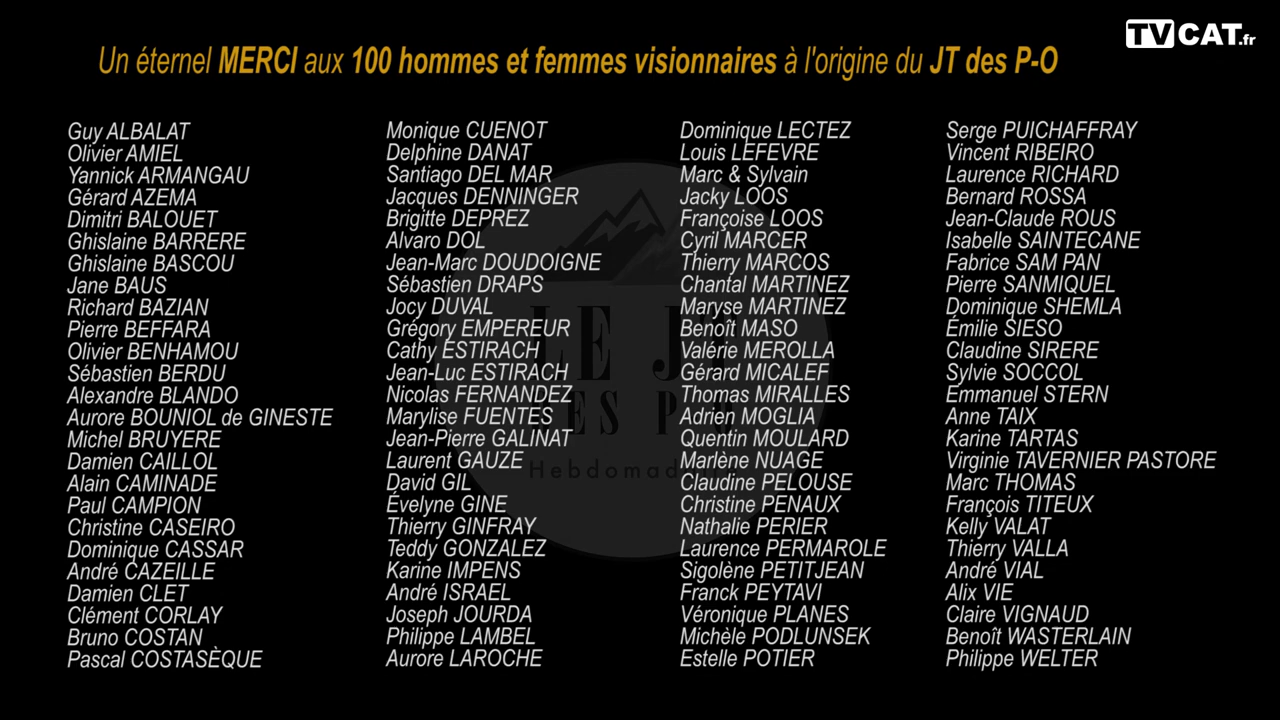 TVCAT.fr
Un éternel MERCI aux 100 hommes et femmes visionnaires à l'origine du JT des P-O
Guy ALBALAT
Olivier AMIEL
Yannick ARMANGAU
Gérard AZEMA
Dimitri BALOUET
Ghislaine BARRERE
Ghislaine BASCOU
Jane BAUS
Richard BAZIAN
Pierre BEFFARA
Olivier BENHAMOU
Sébastien BERDU
Alexandre BLANDO
Aurore BOUNIOL de GINESTE
Michel BRUYERE
Damien CAILLOL
Alain CAMINADE
Paul CAMPION
Christine CASEIRO
Dominique CASSAR
André CAZEILLE
Damien CLET
Clément CORLAY
Bruno COSTAN
Pascal COSTASÈQUE
Monique CUENOT
Delphine DANAT
Santiago DEL MAR
Jacques DENNINGER
Brigitte DEPREZ
Alvaro DOL
Jean-Marc DOUDOIGNE
Sébastien DRAPS
Jocy DUVAL
Grégory EMPEREUR
Cathy ESTIRACH
Jean-Luc ESTIRACH
Nicolas FERNANDEZ
Marylise FUENTES
Jean-Pierre GALINAT
Laurent GAUZE
David GIL
Évelyne GINE
Thierry GINFRAY
Teddy GONZALEZ
Karine IMPENS
André ISRAEL
Joseph JOURDA
Philippe LAMBEL
Aurore LAROCHE
Dominique LECTEZ
Louis LEFEVRE
Marc & Sylvain
Jacky LOOS
Françoise LOOS
Cyril MARCER
Thierry MARCOS
Chantal MARTINEZ
Maryse MARTINEZ
Benoît MASO
Valérie MEROLLA
Gérard MICALEF
Thomas MIRALLES
Adrien MOGLIA
Quentin MOULARD
Marlène NUAGE
Claudine PELOUSE
Christine PENAUX
Nathalie PERIER
Laurence PERMAROLE
Sigolène PETITJEAN
Franck PEYTAVI
Véronique PLANES
Michèle PODLUNSEK
Estelle POTIER
Serge PUICHAFFRAY
Vincent RIBEIRO
Laurence RICHARD
Bernard ROSSA
Jean-Claude ROUS
Isabelle SAINTECANE
Fabrice SAM PAN
Pierre SANMIQUEL
Dominique SHEMLA
Émilie SIESO
Claudine SIRERE
Sylvie SOCCOL
Emmanuel STERN
Anne TAIX
Karine TARTAS
Virginie TAVERNIER PASTORE
Marc THOMAS
François TITEUX
Kelly VALAT
Thierry VALLA
André VIAL
Alix VIE
Claire VIGNAUD
Benoît WASTERLAIN
Philippe WELTER
LE JT